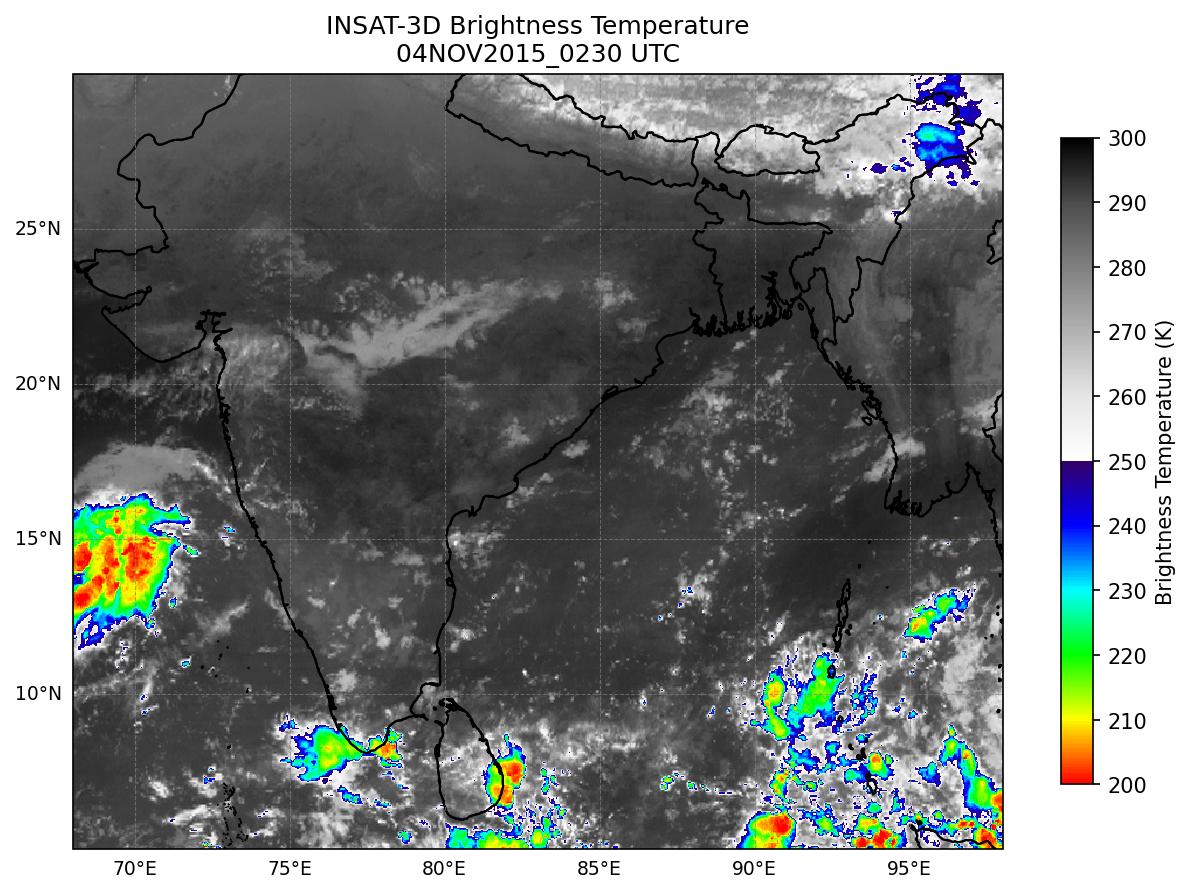 INSAT-3D Brightness Temperature
04NOV2015_0230 UTC
25°N
20°N
15°N
10°N
70°E
75°E
80°E
85°E
90°E
95°E
300
290
280
270
260
250
240
230
220
210
200
Brightness Temperature (K)